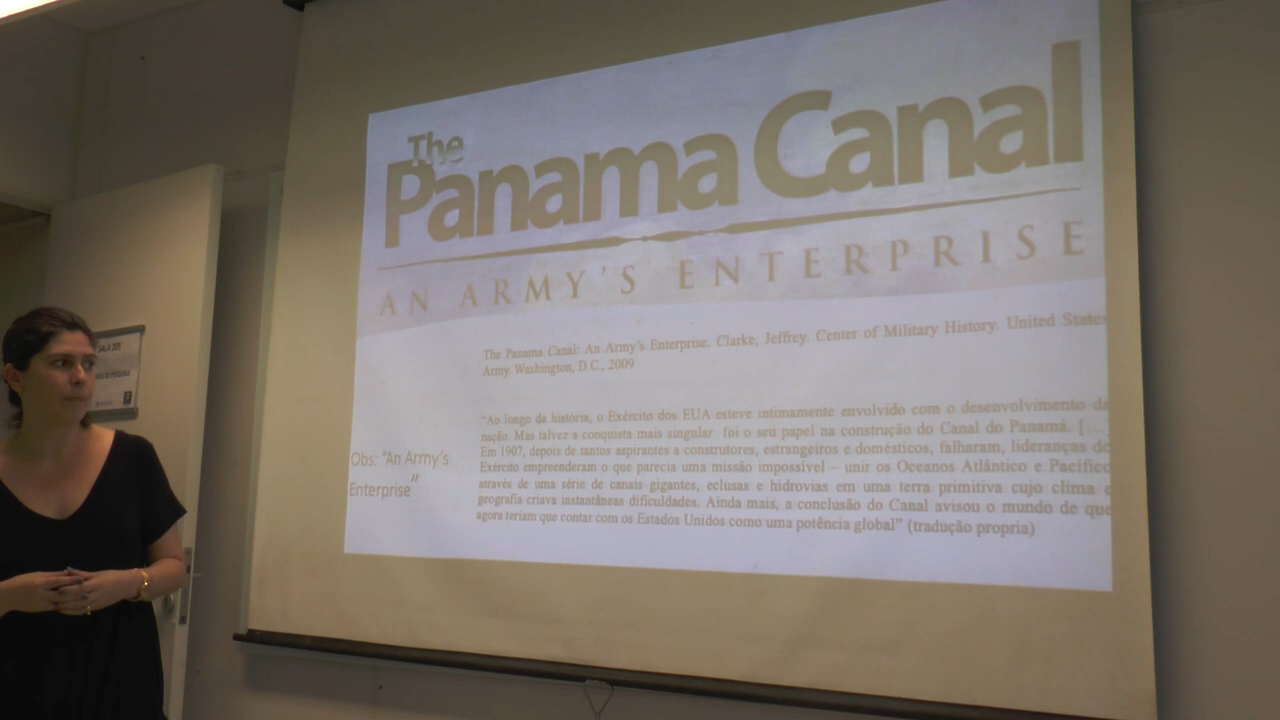 The
Panama Canal
AN ARMY'S ENTERPRISE
The Panama Canal: An Army's Enterprise. Clarke, Jeffrey. Center of Military History. United States
Army. Washington, D.C., 2009
"Ao longo da história, o Exército dos EUA esteve intimamente envolvido com o desenvolvimento da
nação. Mas talvez a conquista mais singular foi o seu papel na construção do Canal do Panamá. [...
Em 1907, depois de tantos aspirantes a construtores, estrangeiros e domésticos, falharam, lideranças do
Exército empreenderam o que parecia uma missão impossível – unir os Oceanos Atlântico e Pacífico
através de uma série de canais gigantes, eclusas e hidrovias em uma terra primitiva cujo clima e
geografia criava instantâneas dificuldades. Ainda mais, a conclusão do Canal avisou o mundo de que
agora teriam que contar com os Estados Unidos como uma potência global" (tradução propria)
Obs: "An Army's
Enterprise"
SALA 205
DE PESQUISA